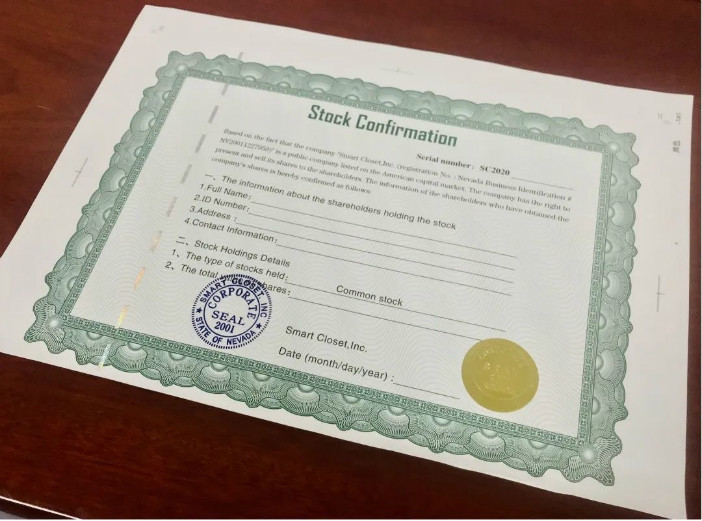 Stock Confirmation
Serial number: SC2020
Based on the fact that the company "Smart Closet,Inc. (registration No. : Nevada Business Identification #
is a public company listed on the American capital market. The company has the right to
present and sell its shares to the shareholders. The information of the shareholders who have obtained the
company's shares is hereby confirmed as follows:
一、The information about the shareholders holding the stock
1.Full Name:
2.ID Number:
3.Address :
4.Contact Information:
二、Stock Holdings Details
1、The type of stocks held:
Common stock
2、The total shares:
SMART CLOSET, INC
CORPORATE
SEAL
2001
STATE OF NEVADA
Smart Closet,Inc.
Date (month/day/year) :